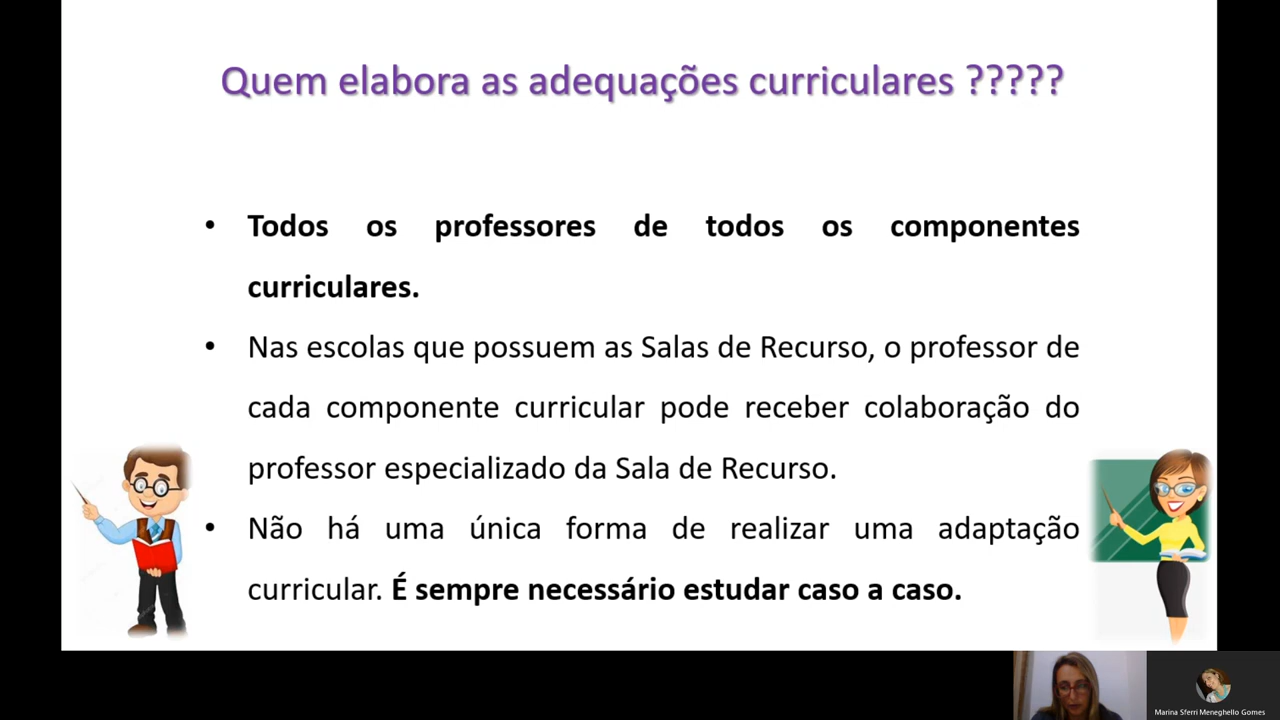 Quem elabora as adequações curriculares ?????
• Todos os professores de todos os componentes
curriculares.
• Nas escolas que possuem as Salas de Recurso, o professor de
cada componente curricular pode receber colaboração do
professor especializado da Sala de Recurso.
• Não há uma única forma de realizar uma adaptação
curricular. É sempre necessário estudar caso a caso.
Marina Sferri Meneghello Gomes